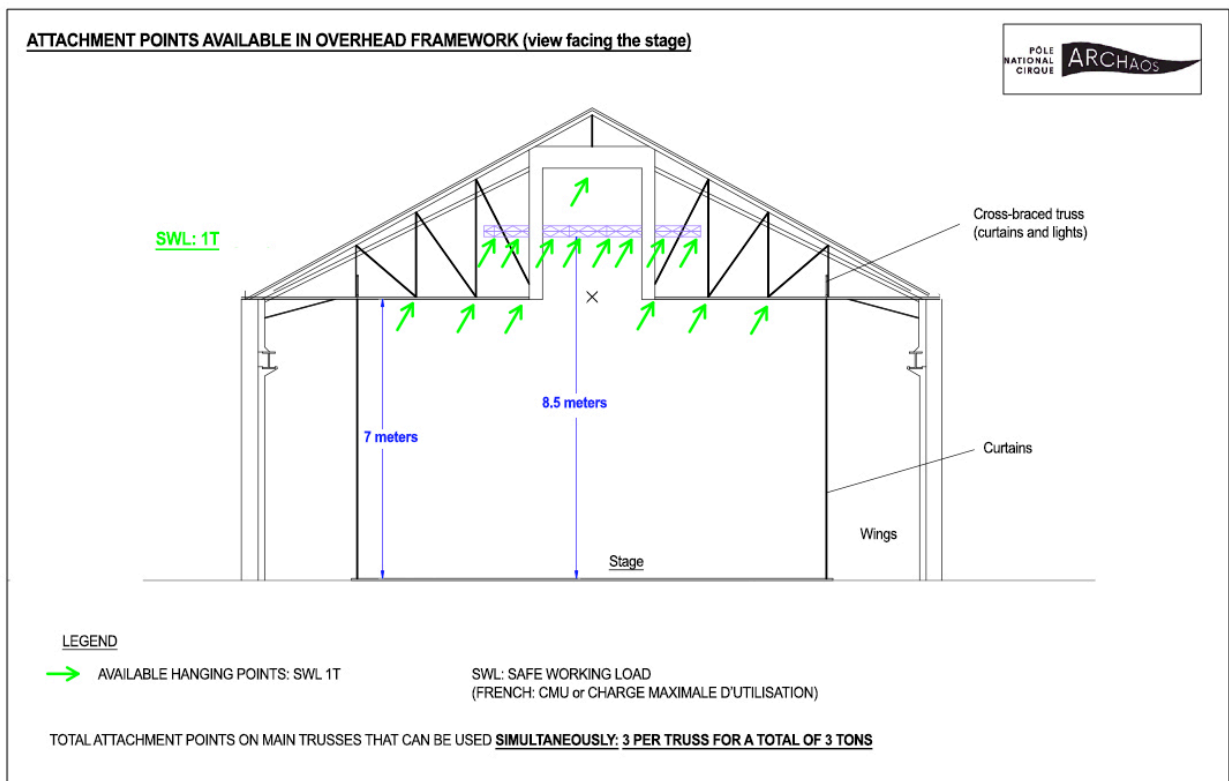 ATTACHMENT POINTS AVAILABLE IN OVERHEAD FRAMEWORK (view facing the stage)
PÔLE
NATIONAL
CIRQUE
ARCHAOS
SWL: 1T
Cross-braced truss
(curtains and lights)
8.5 meters
7 meters
Curtains
Wings
Stage
LEGEND
AVAILABLE HANGING POINTS: SWL 1T
SWL: SAFE WORKING LOAD
(FRENCH: CMU or CHARGE MAXIMALE D'UTILISATION)
TOTAL ATTACHMENT POINTS ON MAIN TRUSSES THAT CAN BE USED SIMULTANEOUSLY: 3 PER TRUSS FOR A TOTAL OF 3 TONS